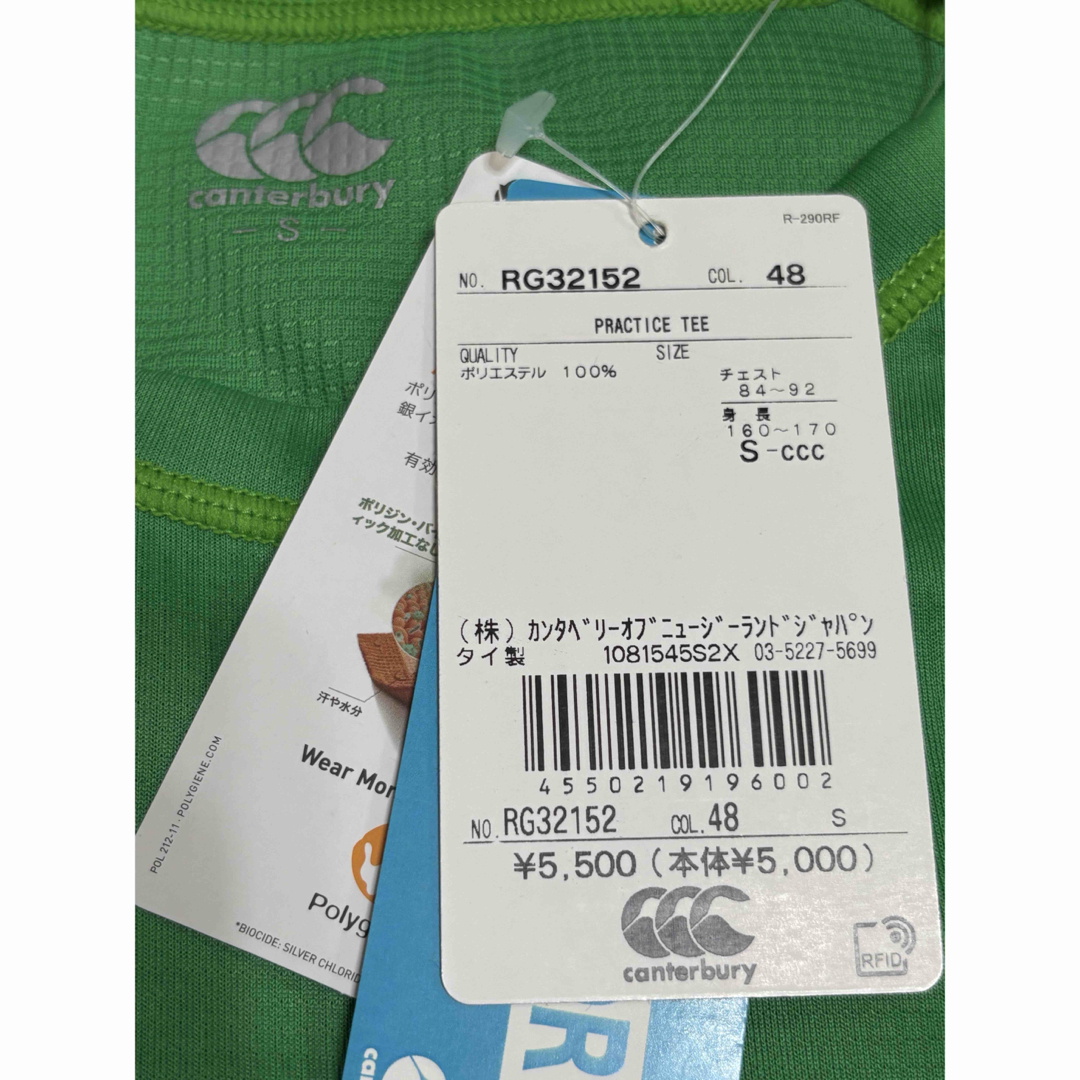 canterbury
- S -
R-290RF
NO. RG32152 COL. 48
PRACTICE TEE
QUALITY SIZE
ポリエステル 100%
チェスト
84~92
身長
160~170
S-CCC
(株)カンタベリーオブニュージーランドジャパン
タイ製 1081545S2X 03-5227-5699
4550219196002
NO. RG32152 COL. 48 S
¥5,500(本体¥5,000)
canterbury
RFID
ポリ
銀イ
有効
ポリジン・バ
ィック加工なし
汗や水分
Wear Mor
Polyg
*BIOCIDE: SILVER CHLORID
POL 212-11 · POLYGIENE.COM
OR
ca